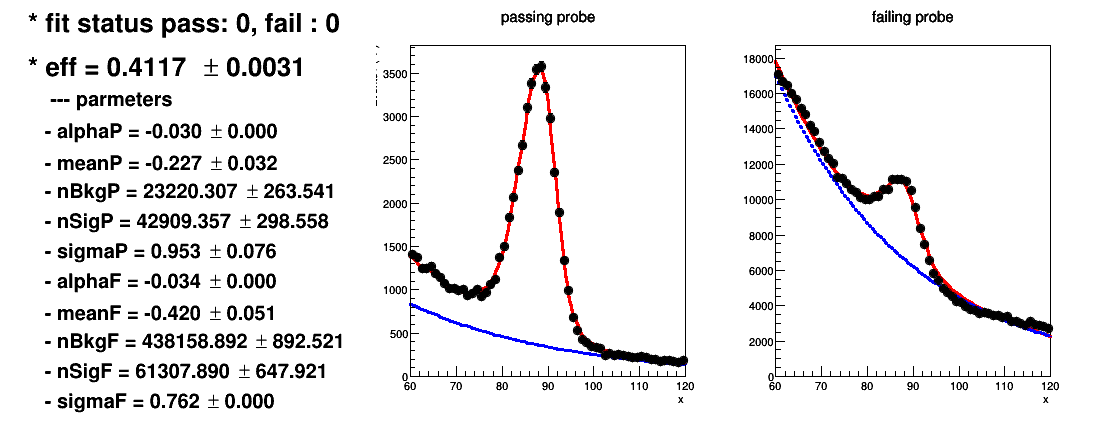 * fit status pass: 0, fail : 0
* eff = 0.4117 ± 0.0031
--- parmeters
- alphaP = -0.030 ± 0.000
- meanP = -0.227 ± 0.032
- nBkgP = 23220.307 ± 263.541
- nSigP = 42909.357 ± 298.558
- sigmaP = 0.953 ± 0.076
- alphaF = -0.034 ± 0.000
- meanF = -0.420 ± 0.051
- nBkgF = 438158.892 ± 892.521
- nSigF = 61307.890 ± 647.921
- sigmaF = 0.762 ± 0.000
passing probe
3500
3000
2500
2000
1500
1000
500
0
60 70 80 90 100 110 120
x
failing probe
18000
16000
14000
12000
10000
8000
6000
4000
2000
0
60 70 80 90 100 110 120
x